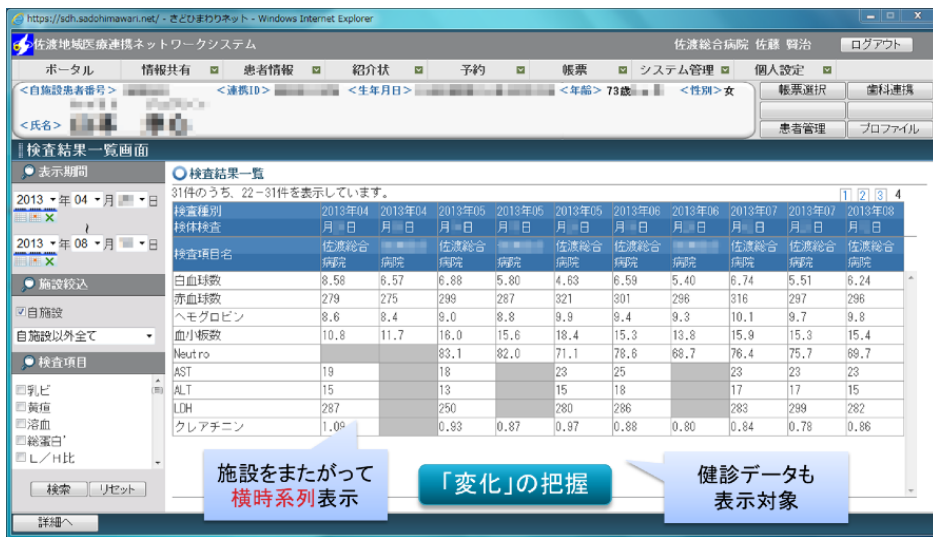 https://sdh.sadohimawari.net/ - さどひまわりネット - Windows Internet Explorer
佐渡地域医療連携ネットワークシステム 佐渡総合病院 佐藤 賢治 ログアウト
ポータル 情報共有 患者情報 紹介状 予約 帳票 システム管理 個人設定
<自施設患者番号> <連携ID> <生年月日> <年齢> 73歳 <性別>女 帳票選択 歯科連携
<氏名> 患者管理 プロファイル
検査結果一覧画面
表示期間
2013 年 04 月 日
~
2013 年 08 月 日
施設絞込
自施設
自施設以外全て
検査項目
乳ビ
黄疸
溶血
総蛋白'
L/H比
検索 リセット
詳細へ
検査結果一覧
31件のうち、22-31件を表示しています。 1 2 3 4
検査種別 2013年04 2013年04 2013年05 2013年05 2013年05 2013年06 2013年06 2013年07 2013年07 2013年08
検体検査 月 日 月 日 月 日 月 日 月 日 月 日 月 日 月 日 月 日 月 日
検査項目名 佐渡総合病院 病院 佐渡総合病院 病院 佐渡総合病院 佐渡総合病院 病院 佐渡総合病院 佐渡総合病院 佐渡総合病院
白血球数 8.58 6.57 6.88 5.80 4.63 6.59 5.40 6.74 5.51 6.24
赤血球数 279 275 299 287 321 301 296 316 297 296
ヘモグロビン 8.6 8.4 9.0 8.8 9.9 9.4 9.3 10.1 9.7 9.8
血小板数 10.8 11.7 16.0 15.6 18.4 15.3 13.8 15.9 15.3 15.4
Neutro 83.1 82.0 71.1 78.6 68.7 76.4 75.7 69.7
AST 19 18 23 25 23 23 23
ALT 15 13 15 18 17 17 15
LDH 287 250 280 286 283 299 282
クレアチニン 1.09 0.93 0.87 0.97 0.88 0.80 0.84 0.78 0.86
施設をまたがって
横時系列表示
「変化」の把握
健診データも
表示対象